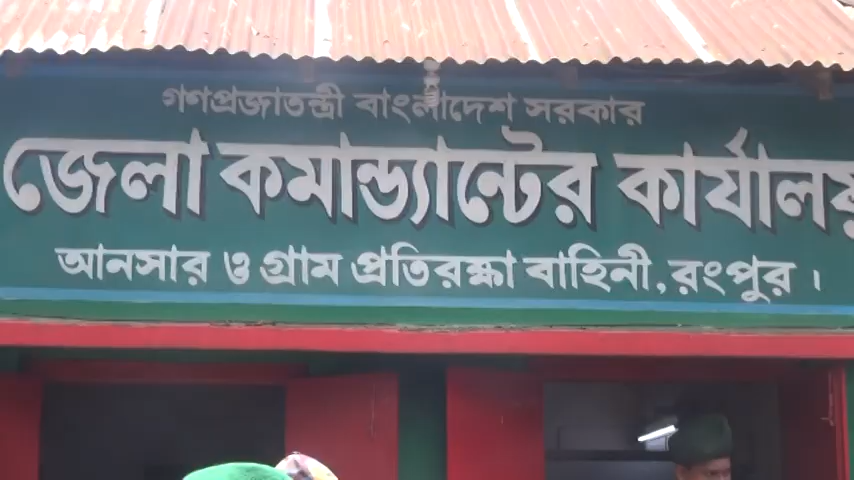 গণপ্রজাতন্ত্রী বাংলাদেশ সরকার
জেলা কমান্ড্যান্টের কার্যালয়
আনসার ও গ্রাম প্রতিরক্ষা বাহিনী, রংপুর।